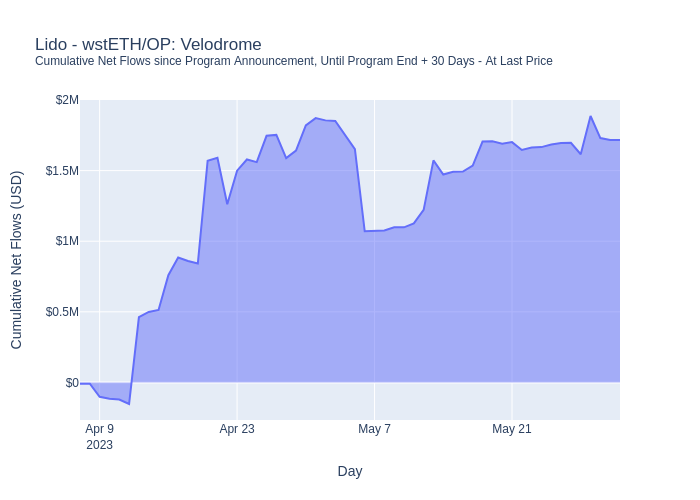 Lido - wstETH/OP: Velodrome
Cumulative Net Flows since Program Announcement, Until Program End + 30 Days - At Last Price
Cumulative Net Flows (USD)
$2M
$1.5M
$1M
$0.5M
$0
Apr 9
2023
Apr 23
May 7
May 21
Day